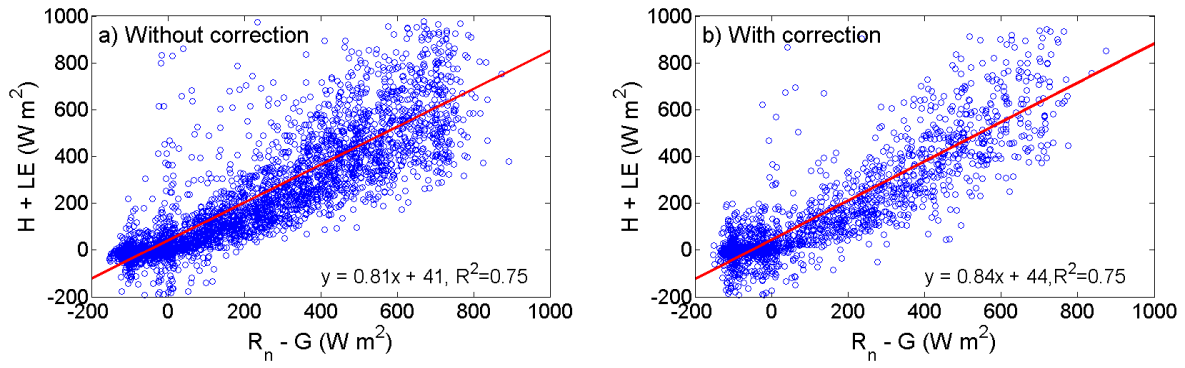 a) Without correction
1000
800
600
400
200
0
-200
H + LE (W m²)
y = 0.81x + 41, R²=0.75
-200 0 200 400 600 800 1000
Rₙ - G (W m²)
b) With correction
1000
800
600
400
200
0
-200
H + LE (W m²)
y = 0.84x + 44,R²=0.75
-200 0 200 400 600 800 1000
Rₙ - G (W m²)